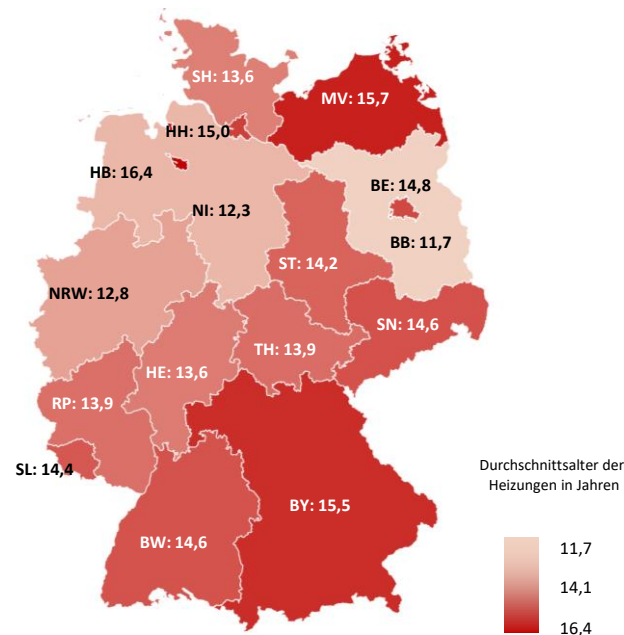 SH: 13,6
MV: 15,7
HH: 15,0
HB: 16,4
BE: 14,8
NI: 12,3
BB: 11,7
ST: 14,2
NRW: 12,8
SN: 14,6
TH: 13,9
HE: 13,6
RP: 13,9
SL: 14,4
BY: 15,5
BW: 14,6
Durchschnittsalter der
Heizungen in Jahren
11,7
14,1
16,4